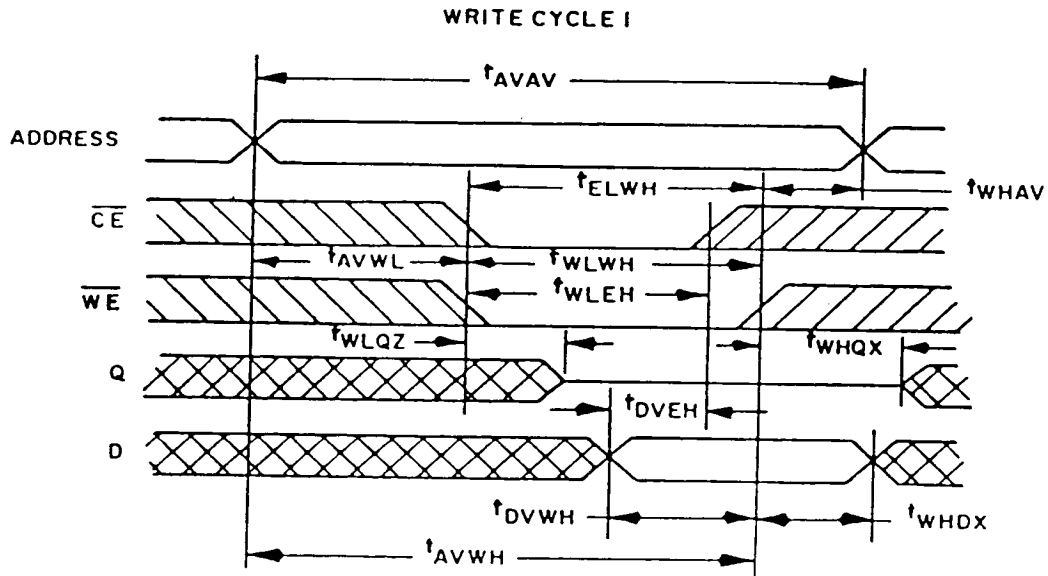 WRITE CYCLE I
tAVAV
ADDRESS
tELWH
tWHAV
CE
tAVWL
tWLWH
WE
tWLEH
tWLQZ
tWHQX
Q
tDVEH
D
tDVWH
tWHDX
tAVWH